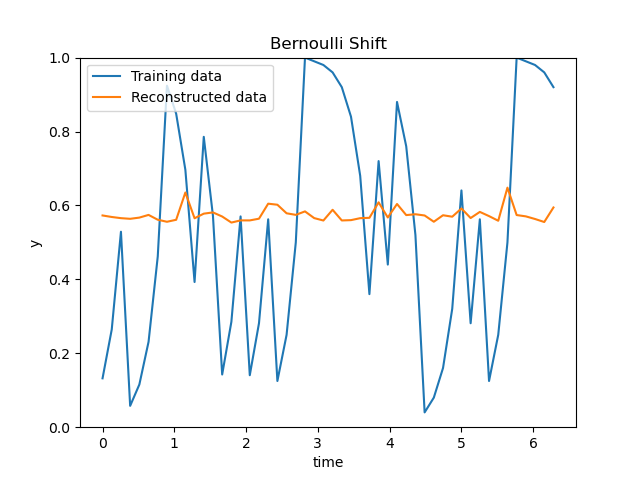 Bernoulli Shift
Training data
Reconstructed data
1.0
0.8
0.6
0.4
0.2
0.0
y
0 1 2 3 4 5 6
time